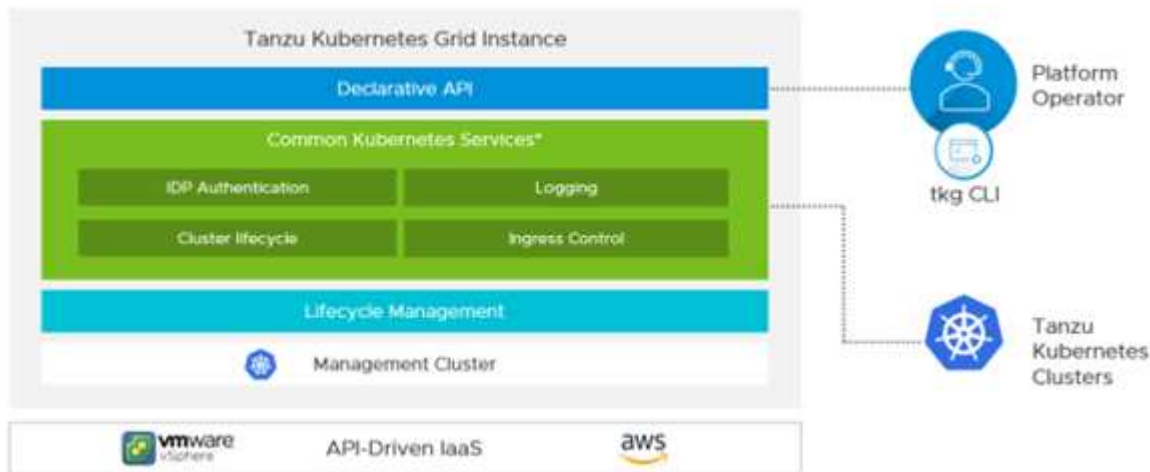 Tanzu Kubernetes Grid Instance
Declarative API
Common Kubernetes Services*
IDP Authentication
Logging
Cluster lifecycle
Ingress Control
Lifecycle Management
Management Cluster
vmware
vSphere
API-Driven IaaS
aws
Platform
Operator
tkg CLI
Tanzu
Kubernetes
Clusters